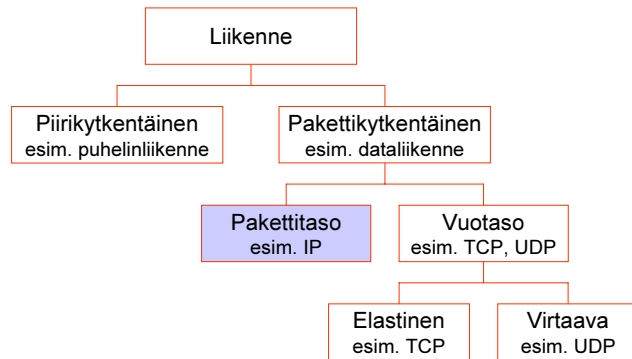 Liikenne
Piirikytkentäinen
esim. puhelinliikenne
Pakettikytkentäinen
esim. dataliikenne
Pakettitaso
esim. IP
Vuotaso
esim. TCP, UDP
Elastinen
esim. TCP
Virtaava
esim. UDP